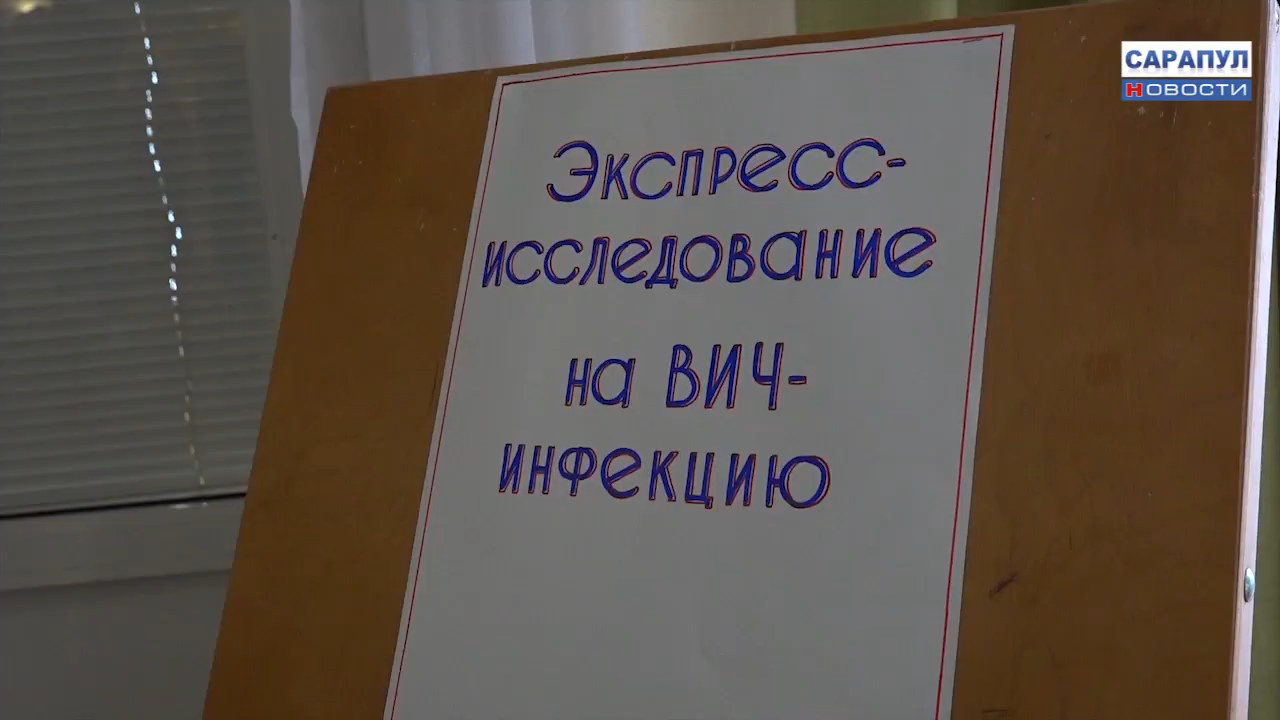 САРАПУЛ
НОВОСТИ
Экспресс-
исследование
на ВИЧ-
инфекцию